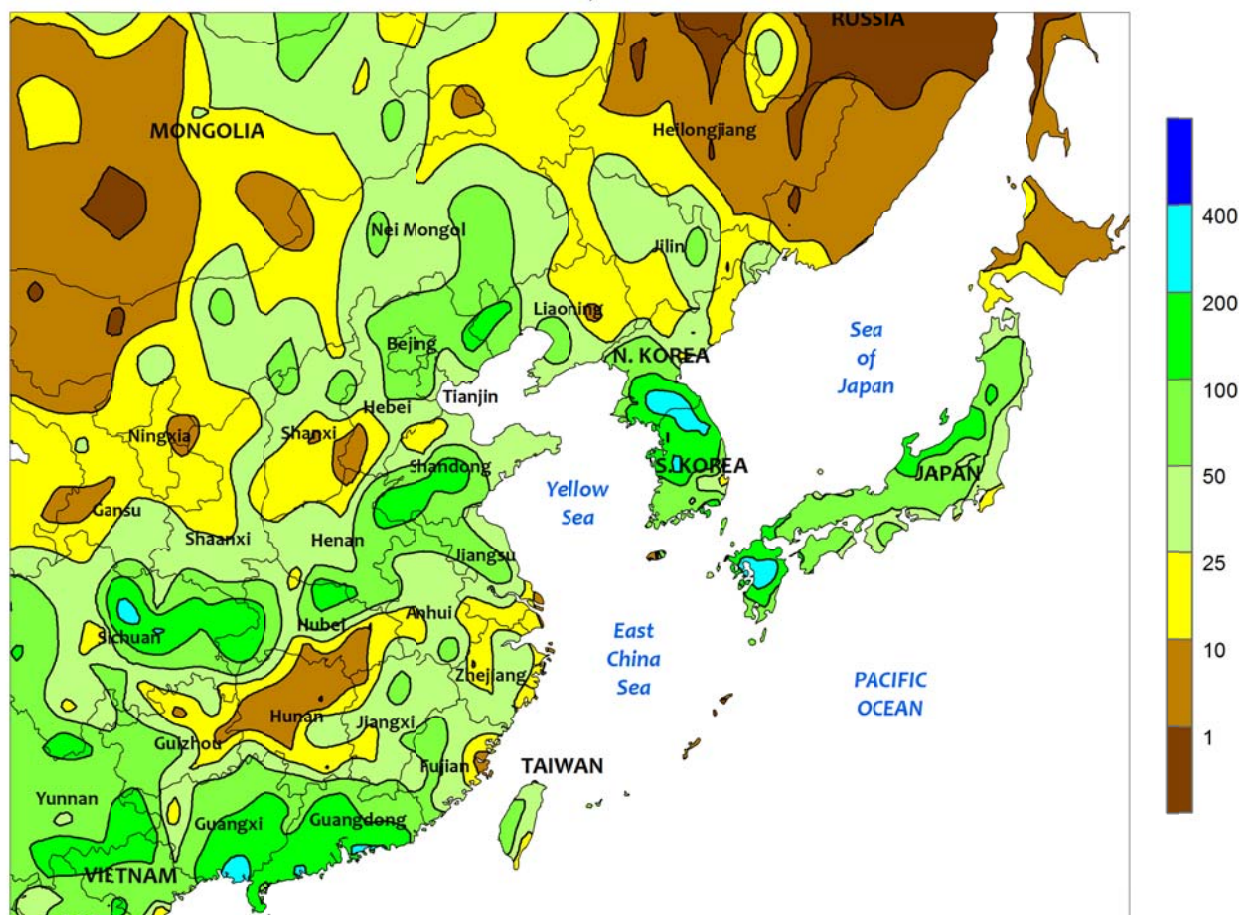 RUSSIA
MONGOLIA
Heilongjiang
Nei Mongol
Jilin
Liaoning
Bejing
N. KOREA
Sea
of
Japan
Tianjin
Hebei
Ningxia
Shanxi
Shandong
S. KOREA
JAPAN
Gansu
Yellow
Sea
Shaanxi
Henan
Jiangsu
Anhui
Hubei
Sichuan
East
China
Sea
Zhejiang
PACIFIC
OCEAN
Hunan
Jiangxi
Guizhou
Fujian
TAIWAN
Yunnan
Guangxi
Guangdong
VIETNAM
400
200
100
50
25
10
1